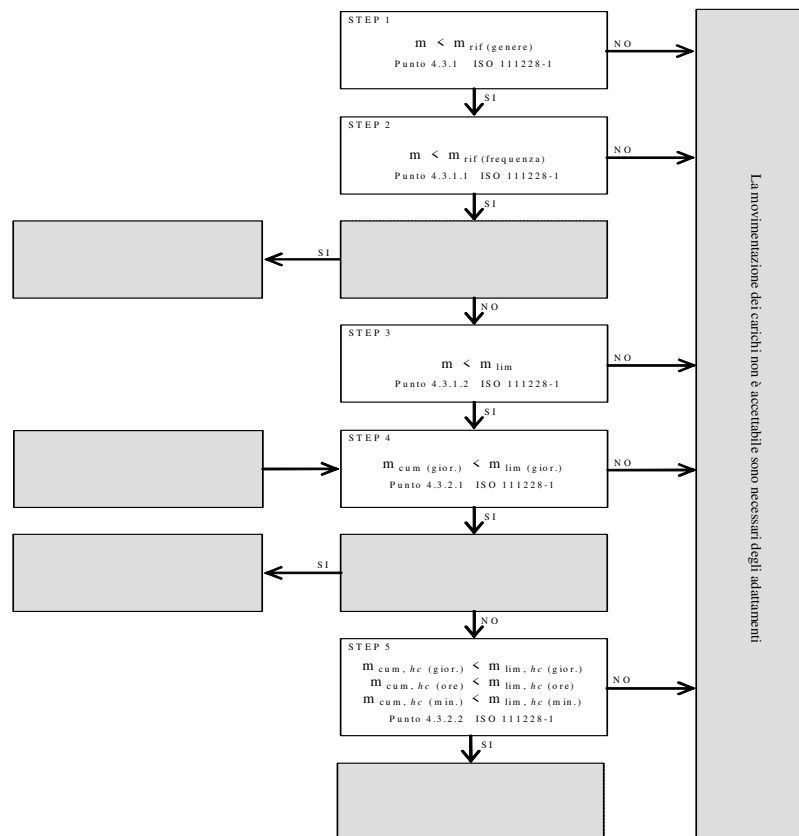 STEP 1
m < m rif (genere)
Punto 4.3.1 ISO 111228-1
NO
SI
STEP 2
m < m rif (frequenza)
Punto 4.3.1.1 ISO 111228-1
NO
SI
SI
NO
STEP 3
m < m lim
Punto 4.3.1.2 ISO 111228-1
NO
SI
STEP 4
m cum (gior.) < m lim (gior.)
Punto 4.3.2.1 ISO 111228-1
NO
SI
SI
NO
STEP 5
m cum, hc (gior.) < m lim, hc (gior.)
m cum, hc (ore) < m lim, hc (ore)
m cum, hc (min.) < m lim, hc (min.)
Punto 4.3.2.2 ISO 111228-1
NO
SI
La movimentazione dei carichi non è accettabile sono necessari degli adattamenti